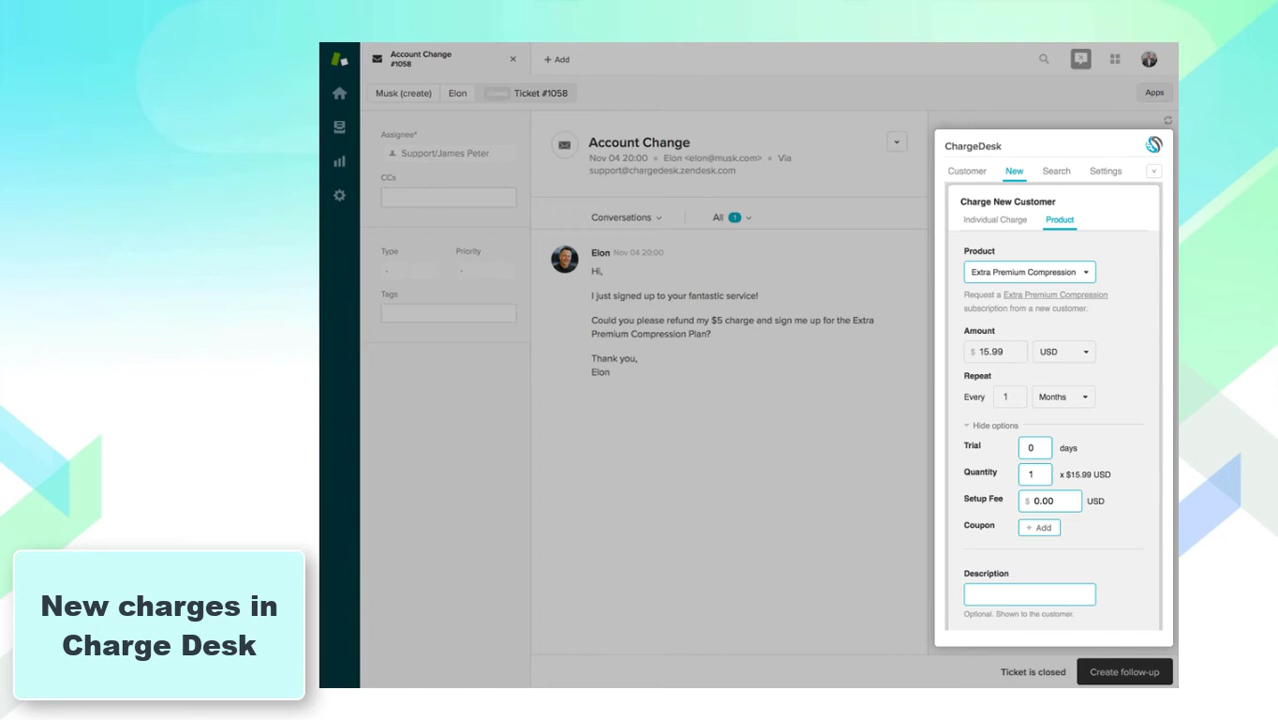 Account Change
#1058
+ Add
Musk (create)
Elon
Ticket #1058
Apps
Assignee*
Support/James Peter
CCs
Type
-
Priority
-
Tags
Account Change
Nov 04 20:00 • Elon <elon@musk.com> • Via
support@chargedesk.zendesk.com
Conversations
All 1
Elon Nov 04 20:00
Hi,
I just signed up to your fantastic service!
Could you please refund my $5 charge and sign me up for the Extra
Premium Compression Plan?
Thank you,
Elon
ChargeDesk
Customer New Search Settings
Charge New Customer
Individual Charge Product
Product
Extra Premium Compression
Request a Extra Premium Compression
subscription from a new customer.
Amount
$ 15.99 USD
Repeat
Every 1 Months
Hide options
Trial 0 days
Quantity 1 x $15.99 USD
Setup Fee $ 0.00 USD
Coupon + Add
Description
Optional. Shown to the customer.
Ticket is closed
Create follow-up
New charges in
Charge Desk